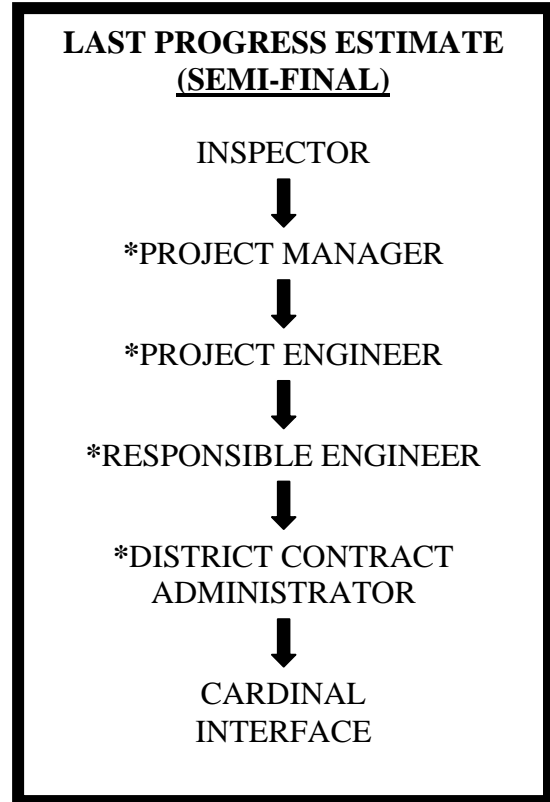 LAST PROGRESS ESTIMATE
(SEMI-FINAL)
INSPECTOR
*PROJECT MANAGER
*PROJECT ENGINEER
*RESPONSIBLE ENGINEER
*DISTRICT CONTRACT
ADMINISTRATOR
CARDINAL
INTERFACE